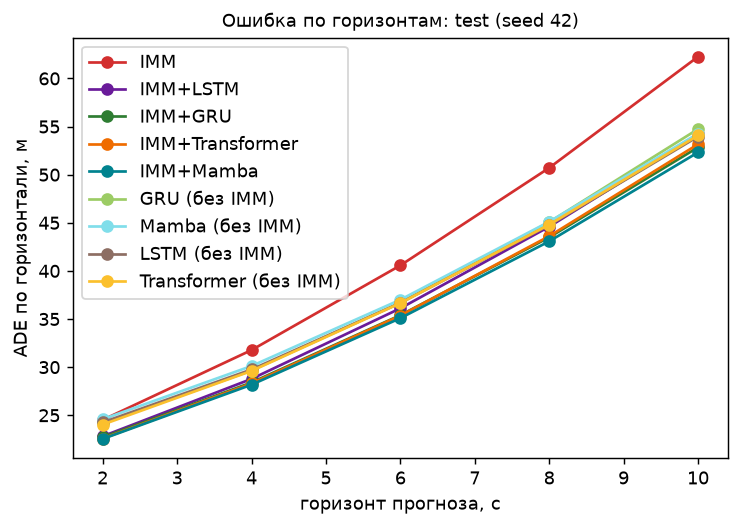 Ошибка по горизонтам: test (seed 42)
IMM
IMM+LSTM
IMM+GRU
IMM+Transformer
IMM+Mamba
GRU (без IMM)
Mamba (без IMM)
LSTM (без IMM)
Transformer (без IMM)
ADE по горизонтали, м
60
55
50
45
40
35
30
25
2 3 4 5 6 7 8 9 10
горизонт прогноза, с